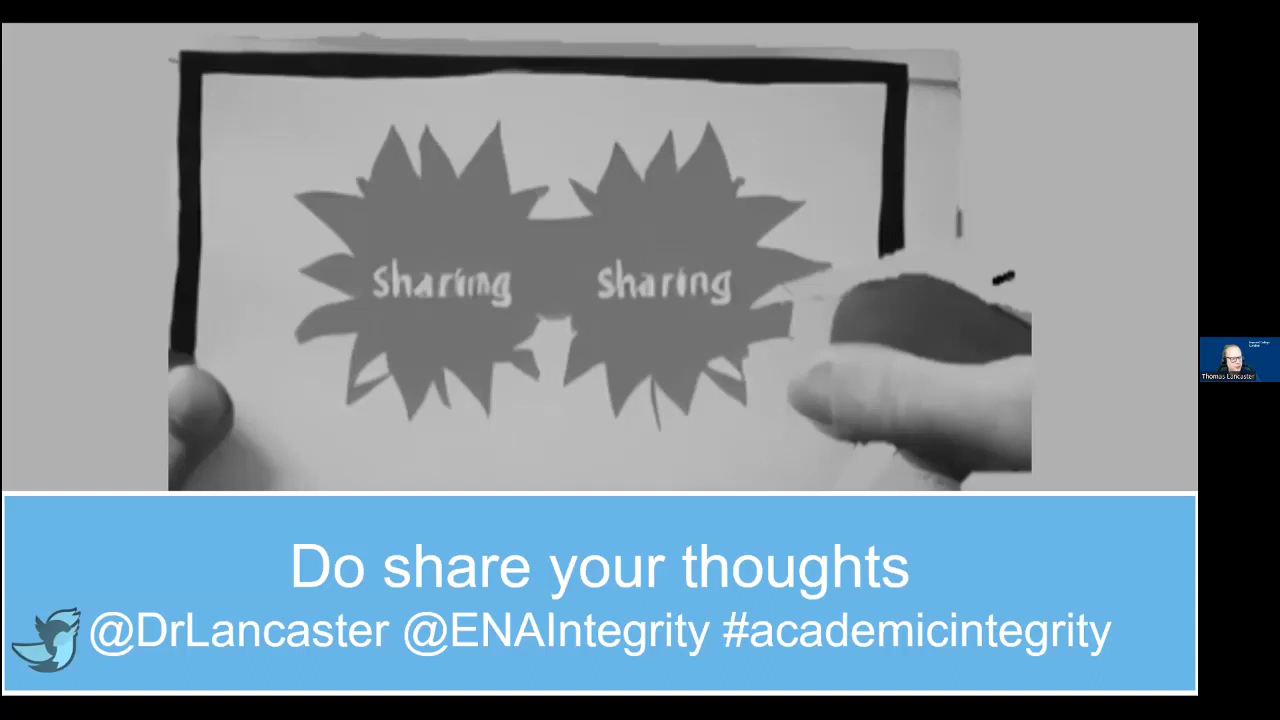 Sharing Sharing
Do share your thoughts
@DrLancaster @ENAIntegrity #academicintegrity
Thomas Lancaster